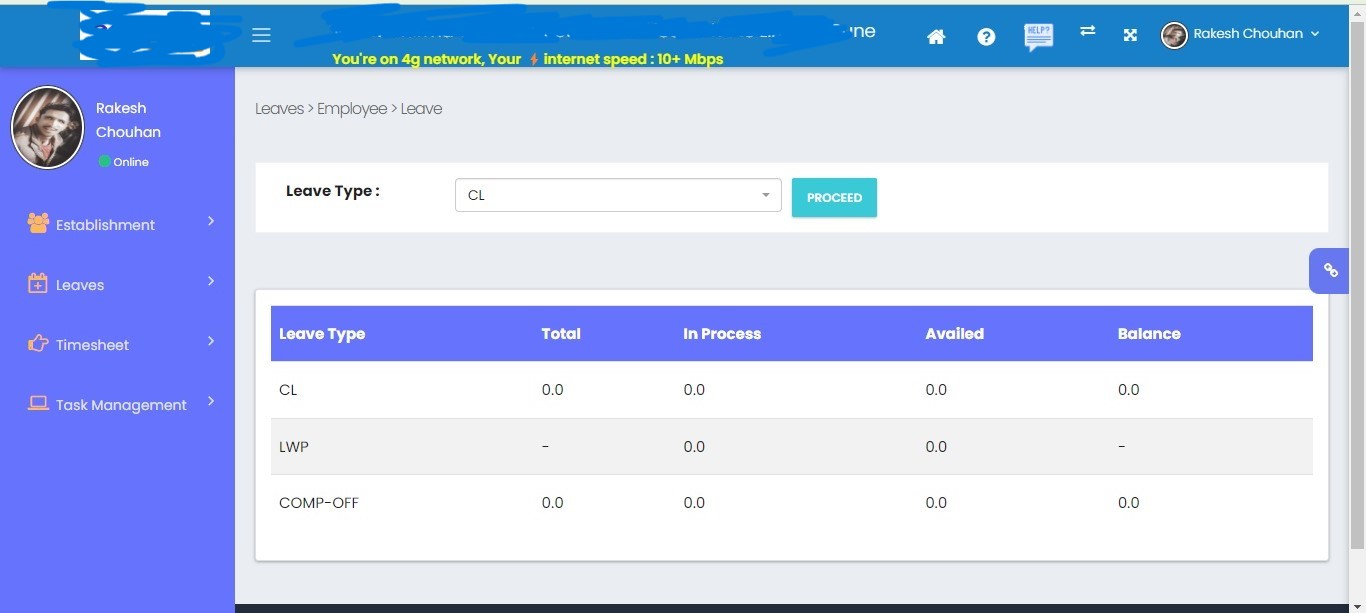 HELP?
Rakesh Chouhan
You're on 4g network, Your internet speed : 10+ Mbps
Rakesh
Chouhan
Online
Establishment
Leaves
Timesheet
Task Management
Leaves > Employee > Leave
Leave Type :
CL
PROCEED
Leave Type Total In Process Availed Balance
CL 0.0 0.0 0.0 0.0
LWP - 0.0 0.0 -
COMP-OFF 0.0 0.0 0.0 0.0